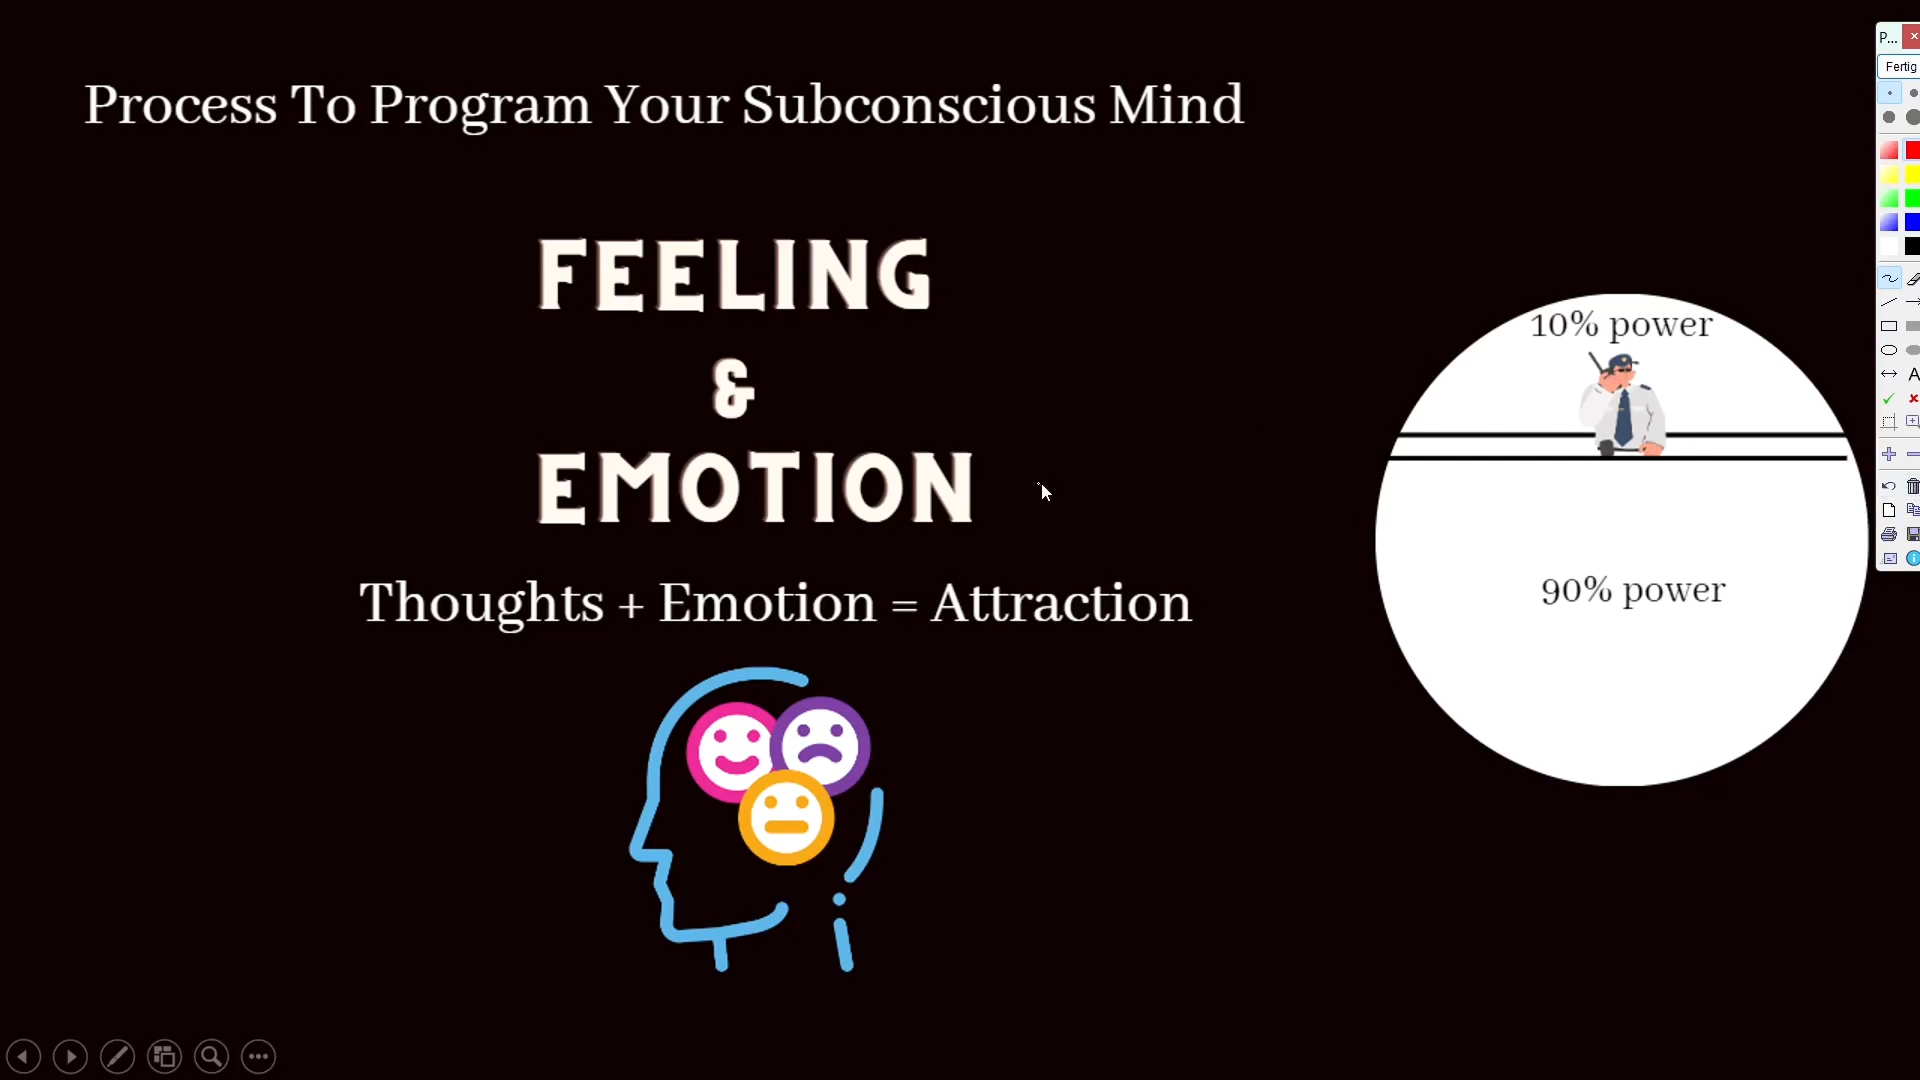 Process To Program Your Subconscious Mind
FEELING
&
EMOTION
Thoughts + Emotion = Attraction
10% power
90% power
P...
Fertig
A